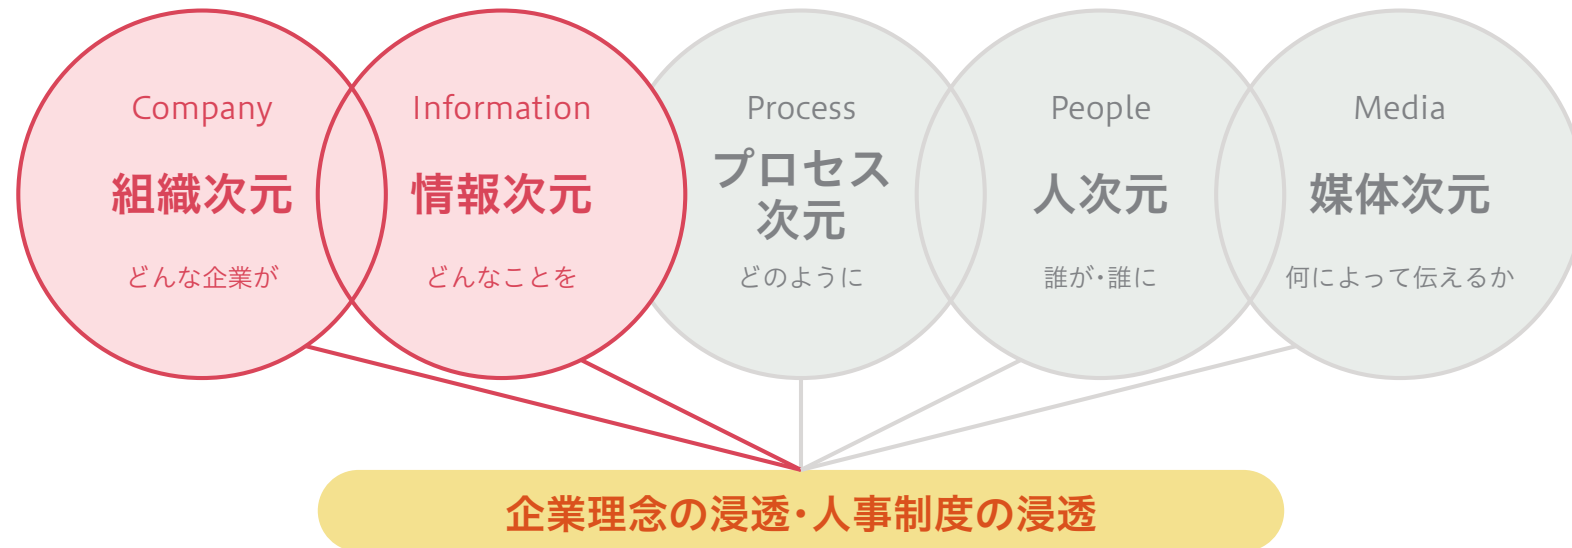 Company
組織次元
どんな企業が
Information
情報次元
どんなことを
Process
プロセス
次元
どのように
People
人次元
誰が・誰に
Media
媒体次元
何によって伝えるか
企業理念の浸透・人事制度の浸透